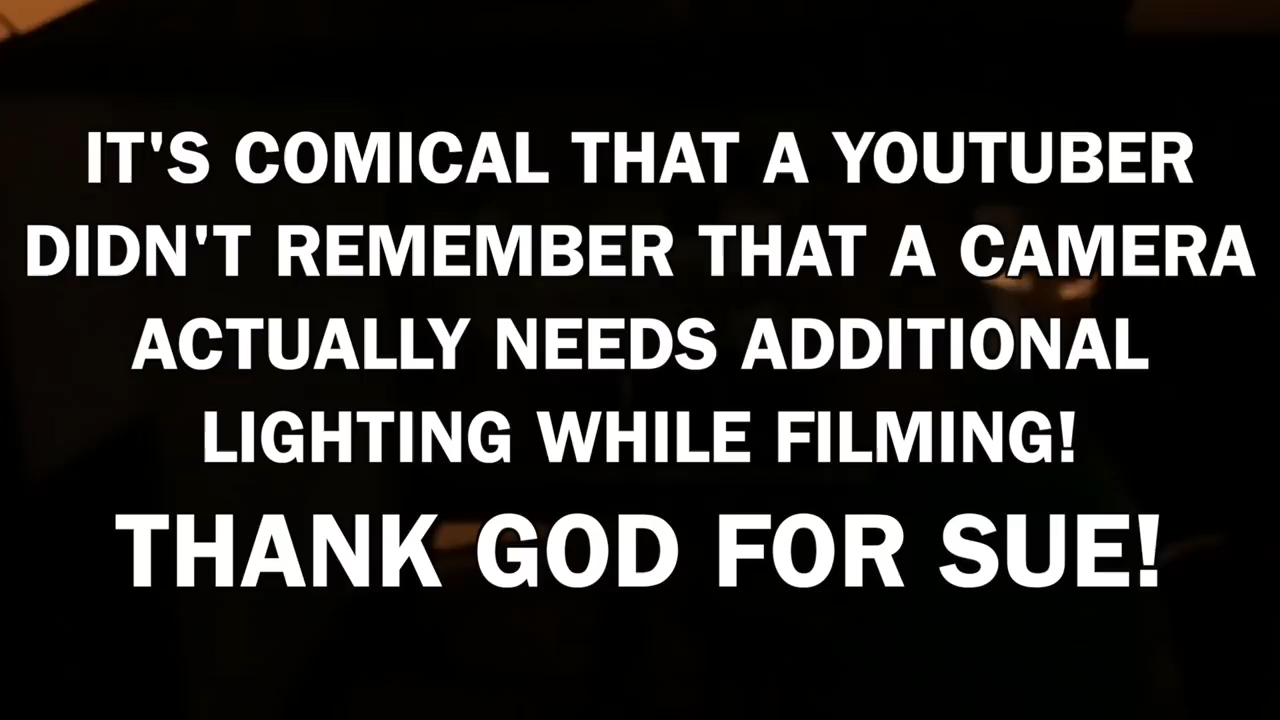 IT'S COMICAL THAT A YOUTUBER
DIDN'T REMEMBER THAT A CAMERA
ACTUALLY NEEDS ADDITIONAL
LIGHTING WHILE FILMING!
THANK GOD FOR SUE!